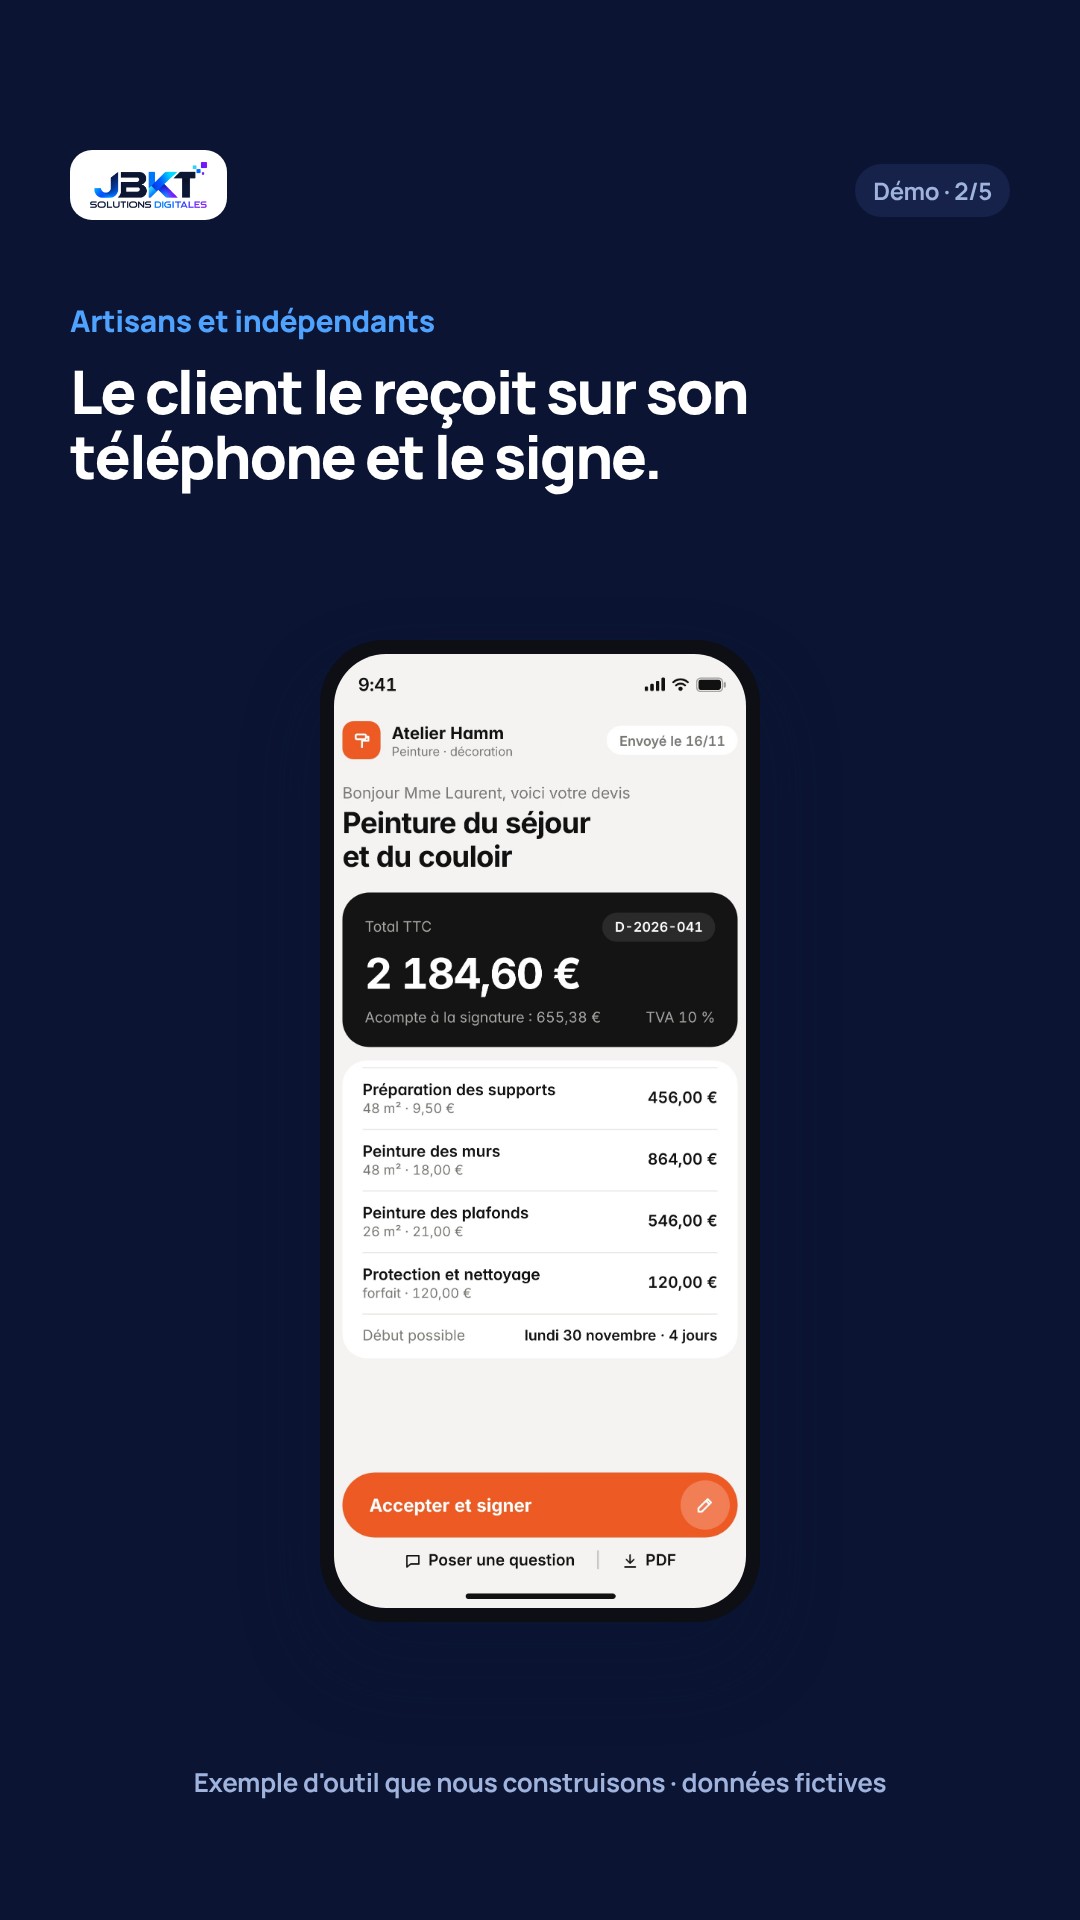 JBKT
SOLUTIONS DIGITALES
Démo · 2/5
Artisans et indépendants
Le client le reçoit sur son
téléphone et le signe.
9:41
Atelier Hamm
Peinture · décoration
Envoyé le 16/11
Bonjour Mme Laurent, voici votre devis
Peinture du séjour
et du couloir
Total TTC
D-2026-041
2 184,60 €
Acompte à la signature : 655,38 €
TVA 10 %
Préparation des supports
48 m² · 9,50 €
456,00 €
Peinture des murs
48 m² · 18,00 €
864,00 €
Peinture des plafonds
26 m² · 21,00 €
546,00 €
Protection et nettoyage
forfait · 120,00 €
120,00 €
Début possible
lundi 30 novembre · 4 jours
Accepter et signer
Poser une question
PDF
Exemple d'outil que nous construisons · données fictives